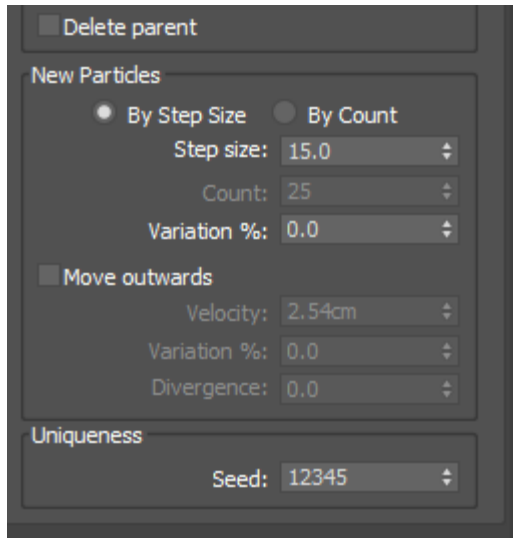 Delete parent
New Particles
By Step Size By Count
Step size: 15.0
Count: 25
Variation %: 0.0
Move outwards
Velocity: 2.54cm
Variation %: 0.0
Divergence: 0.0
Uniqueness
Seed: 12345